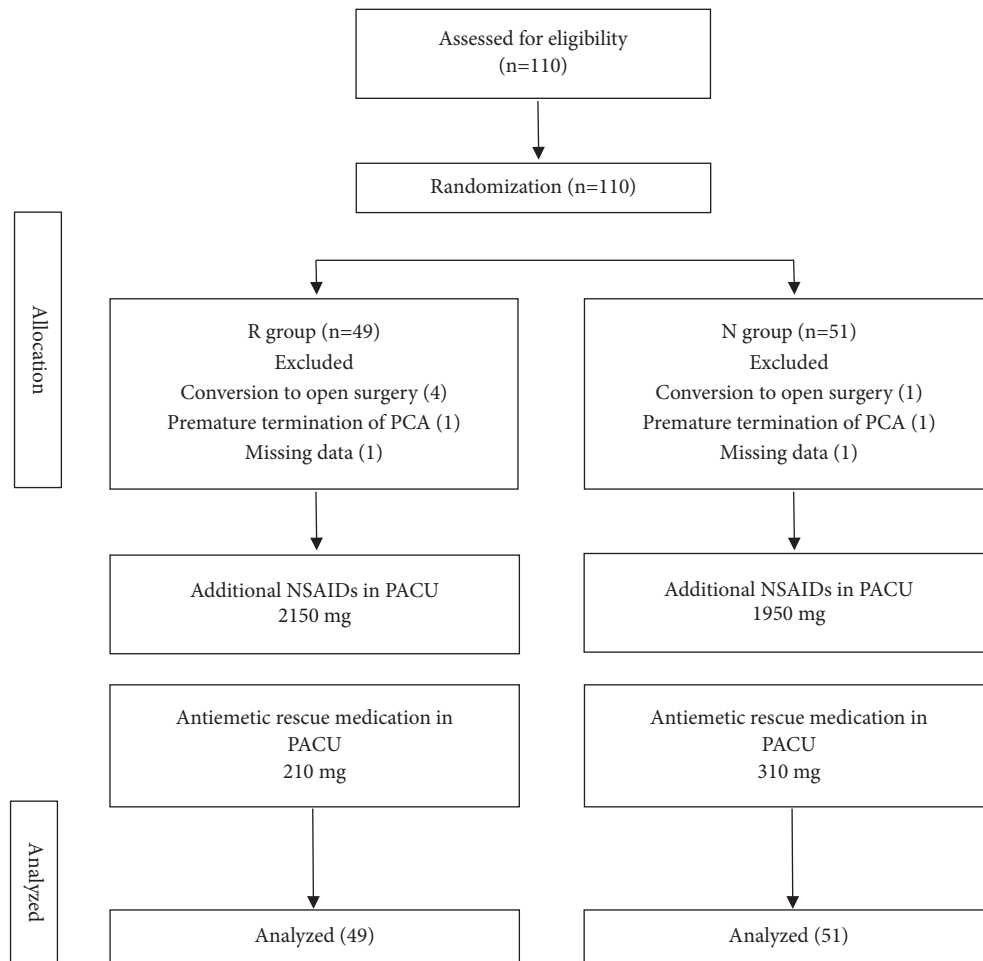 Assessed for eligibility
(n=110)
Randomization (n=110)
Allocation
R group (n=49)
Excluded
Conversion to open surgery (4)
Premature termination of PCA (1)
Missing data (1)
N group (n=51)
Excluded
Conversion to open surgery (1)
Premature termination of PCA (1)
Missing data (1)
Additional NSAIDs in PACU
2150 mg
Additional NSAIDs in PACU
1950 mg
Antiemetic rescue medication in
PACU
210 mg
Antiemetic rescue medication in
PACU
310 mg
Analyzed
Analyzed (49)
Analyzed (51)